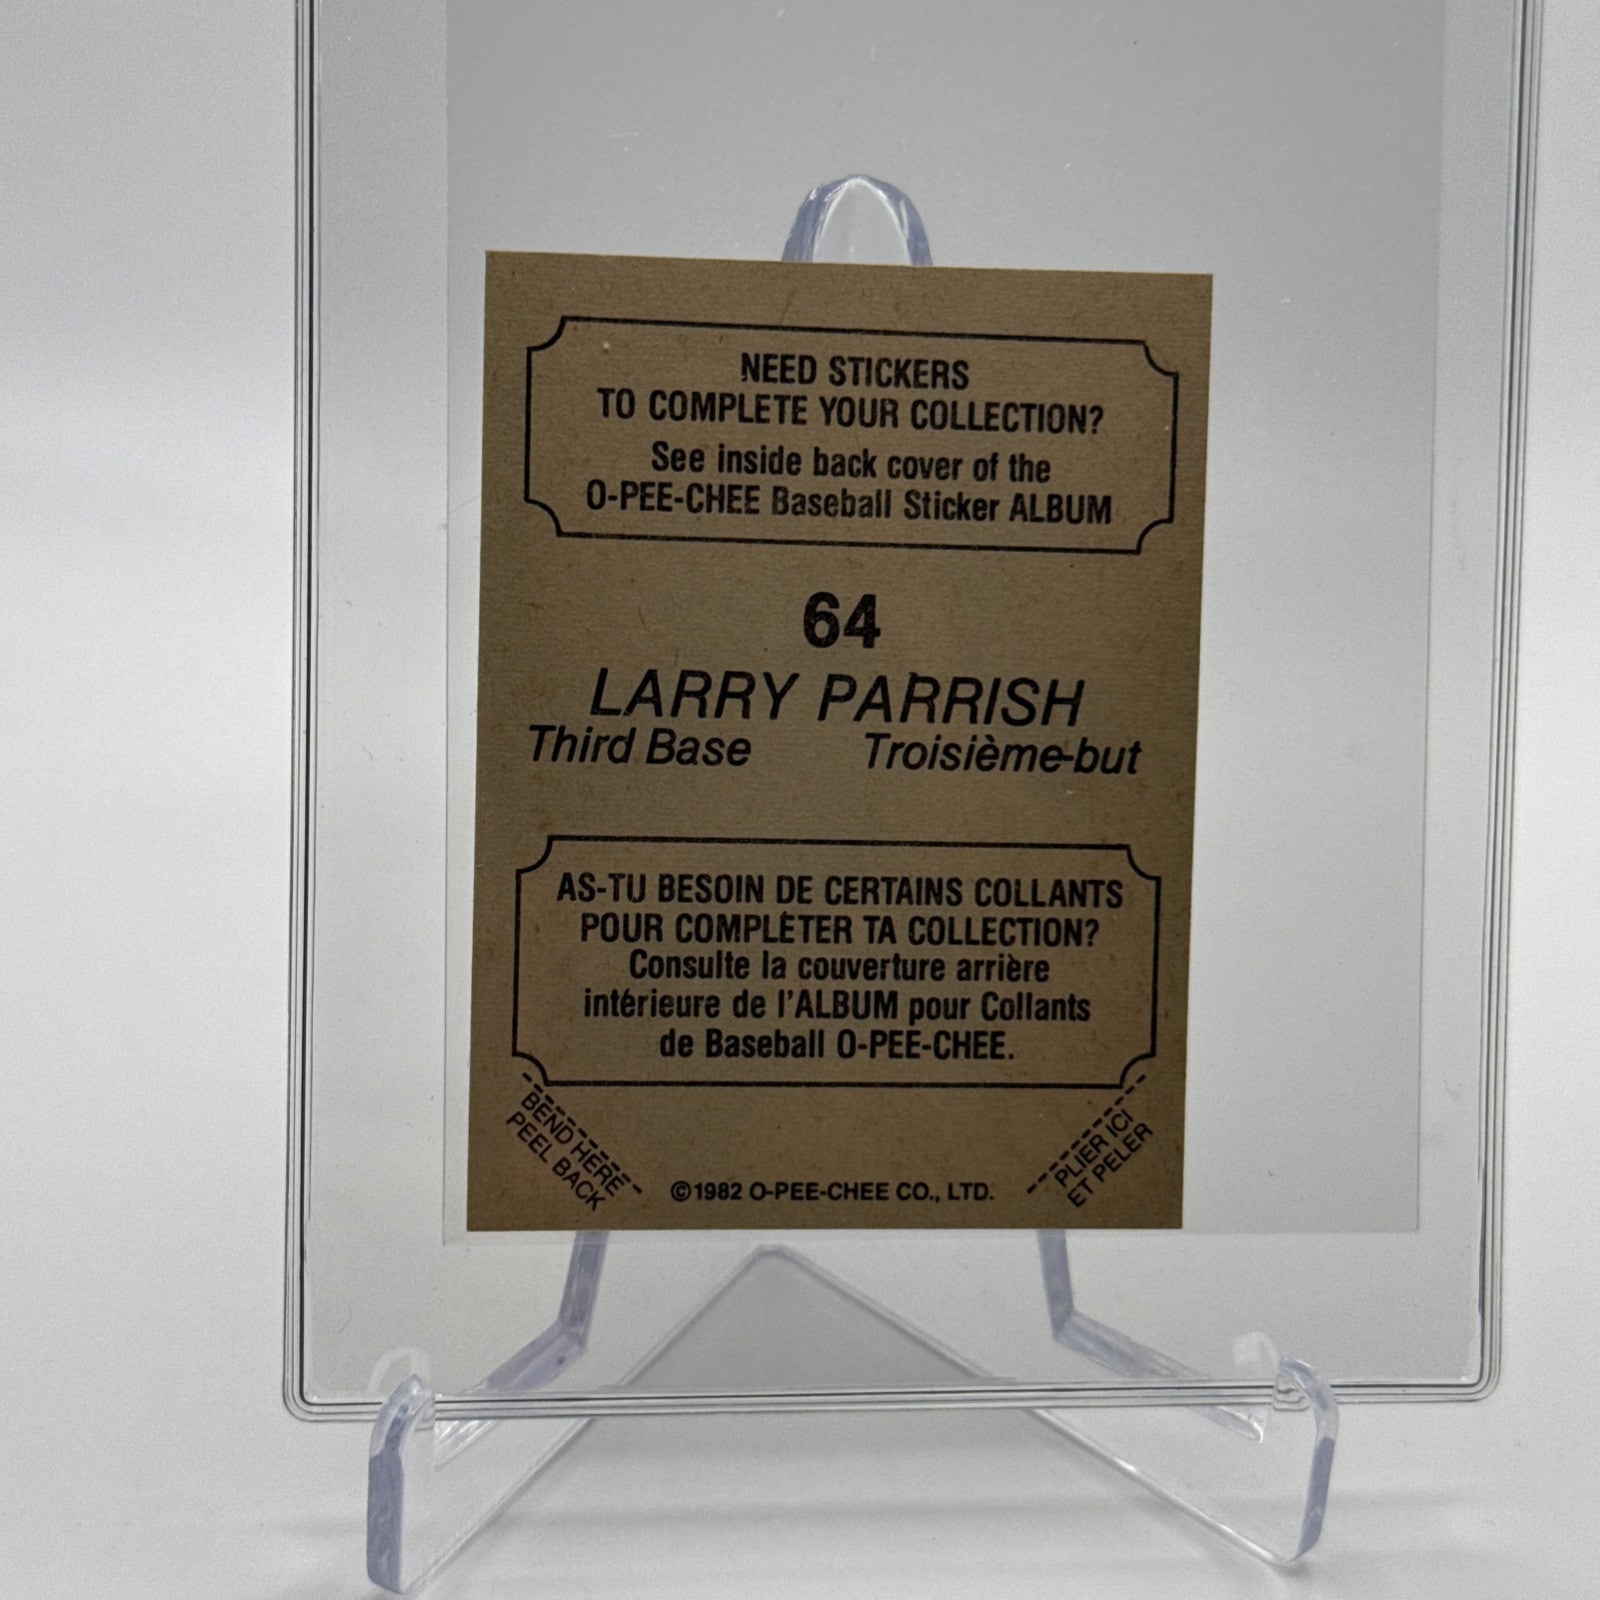 NEED STICKERS
TO COMPLETE YOUR COLLECTION?
See inside back cover of the
O-PEE-CHEE Baseball Sticker ALBUM
64
LARRY PARRISH
Third Base Troisième-but
AS-TU BESOIN DE CERTAINS COLLANTS
POUR COMPLÉTER TA COLLECTION?
Consulte la couverture arrière
intérieure de l'ALBUM pour Collants
de Baseball O-PEE-CHEE.
BEND HERE
PEEL BACK
©1982 O-PEE-CHEE CO., LTD.
PLIER ICI
ET PELER